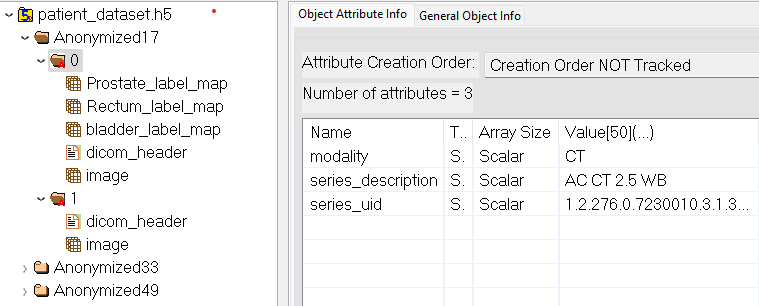 patient_dataset.h5
Anonymized17
0
Prostate_label_map
Rectum_label_map
bladder_label_map
dicom_header
image
1
dicom_header
image
Anonymized33
Anonymized49
Object Attribute Info General Object Info
Attribute Creation Order: Creation Order NOT Tracked
Number of attributes = 3
Name T.. Array Size Value[50](...)
modality S. Scalar CT
series_description S. Scalar AC CT 2.5 WB
series_uid S. Scalar 1.2.276.0.7230010.3.1.3...